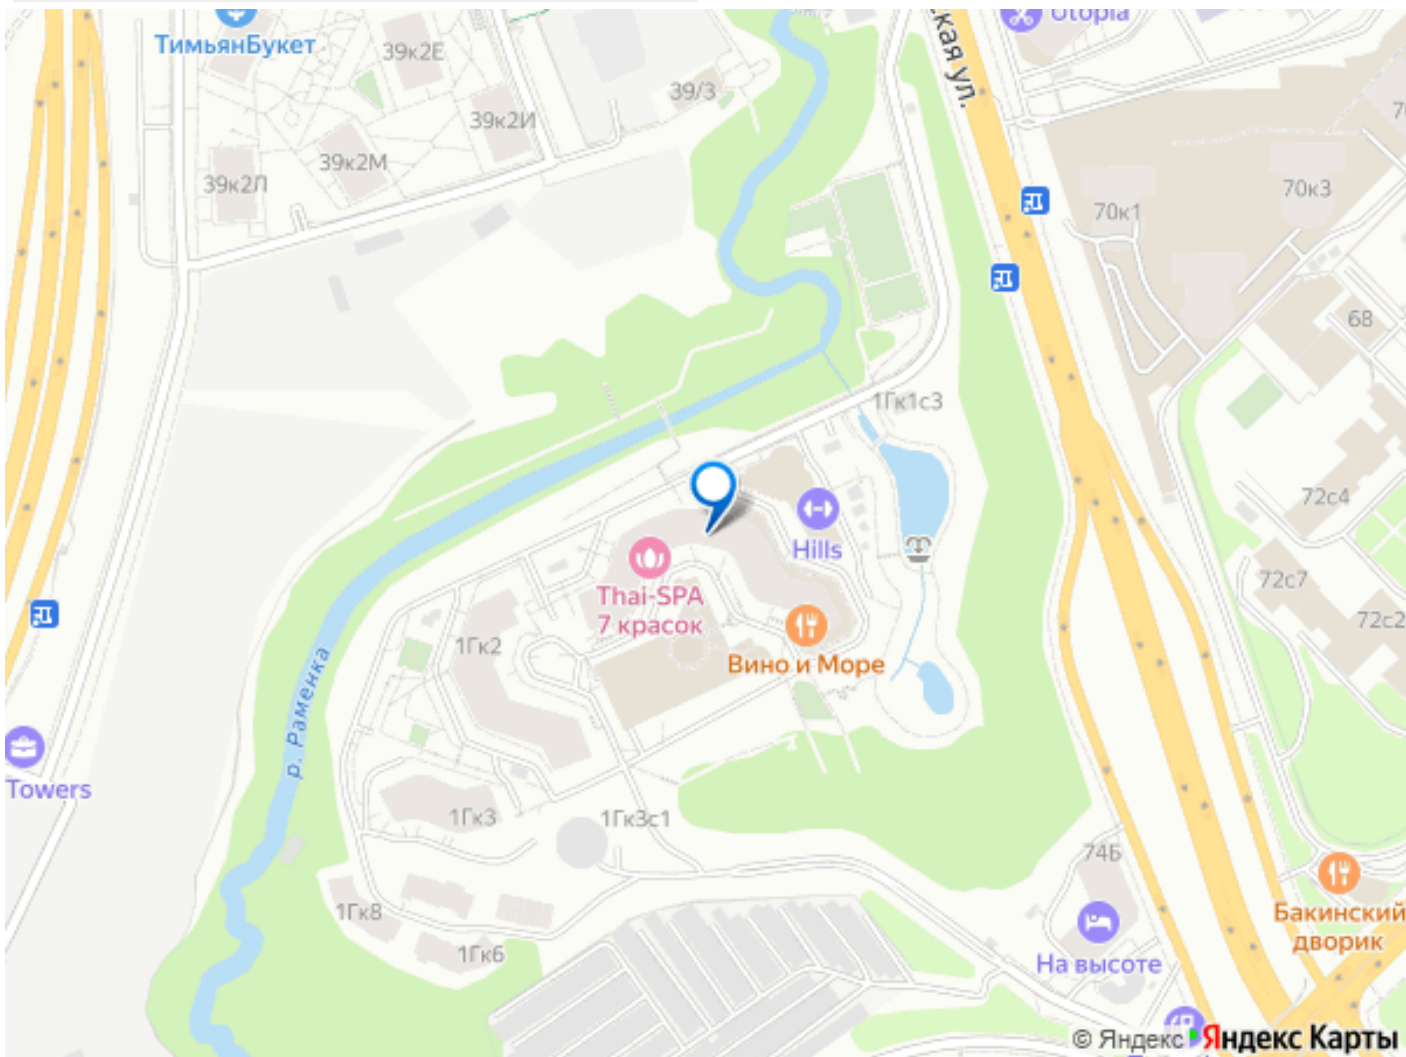 Utopia
ТимьянБукет
39к2Е
ская ул.
39/3
39к2И
39к2М
39к2Л
70к3
70к1
68
1Гк1с3
72с4
Hills
Thai-SPA
7 красок
72с7
72с2
1Гк2
Вино и Море
р. Раменка
Towers
1Гк3
1Гк3с1
74Б
1Гк8
Бакинский
дворик
1Гк6
На высоте
© Яндекс Яндекс Карты